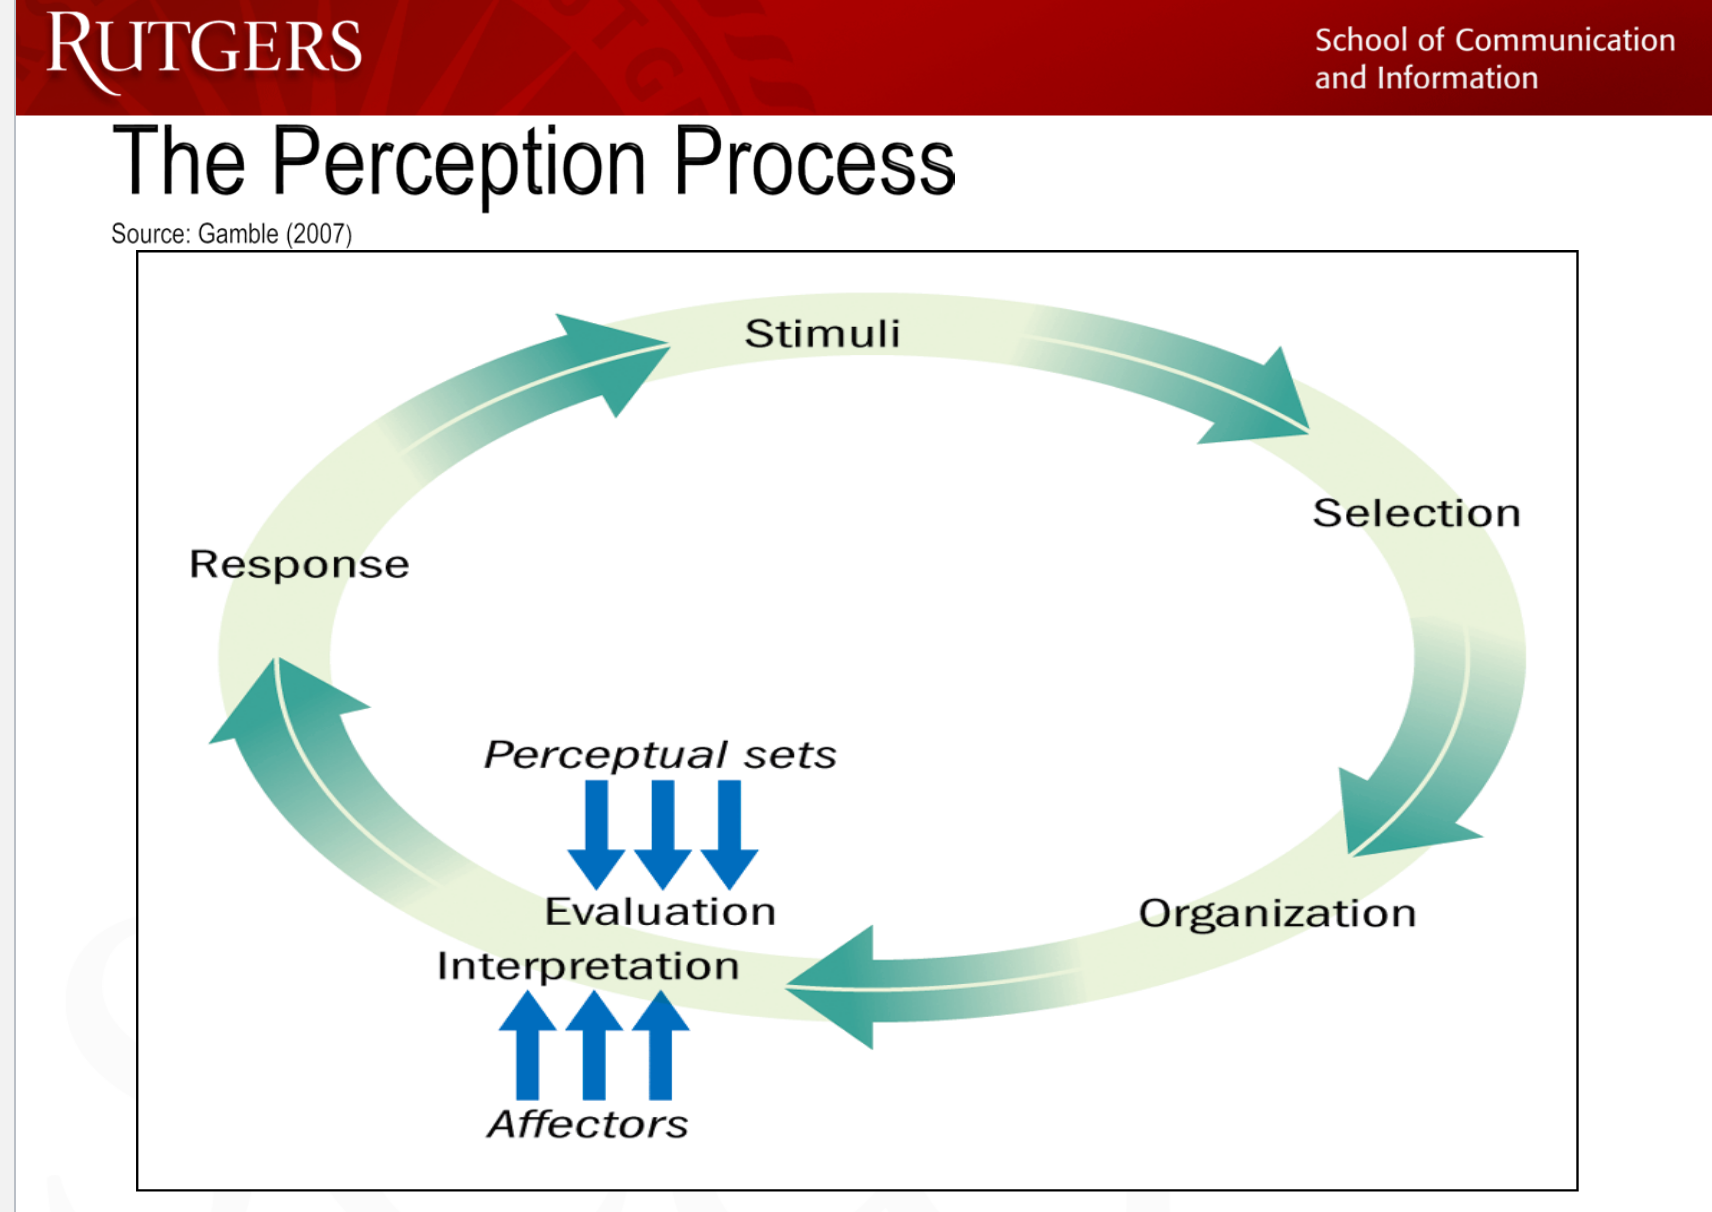 RUTGERS
School of Communication
and Information
The Perception Process
Source: Gamble (2007)
Stimuli
Selection
Response
Perceptual sets
Evaluation
Organization
Interpretation
Affectors